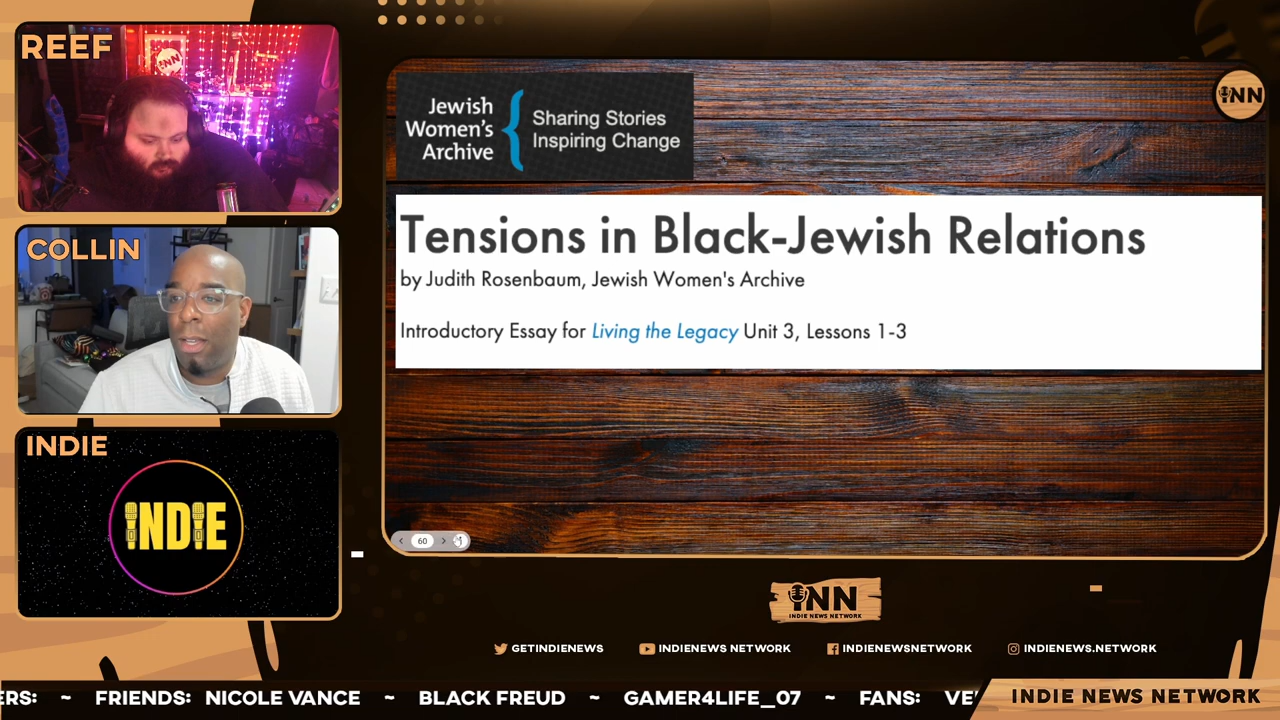 REEF
iNN
COLLIN
INDIE
iNDiE
Jewish
Women's
Archive
Sharing Stories
Inspiring Change
iNN
Tensions in Black-Jewish Relations
by Judith Rosenbaum, Jewish Women's Archive
Introductory Essay for Living the Legacy Unit 3, Lessons 1-3
60
iNN
INDIE NEWS NETWORK
GETINDIENEWS
INDIENEWS NETWORK
INDIENEWSNETWORK
INDIENEWS.NETWORK
ERS: ~ FRIENDS: NICOLE VANCE ~ BLACK FREUD ~ GAMER4LIFE_07 ~ FANS: VE
INDIE NEWS NETWORK